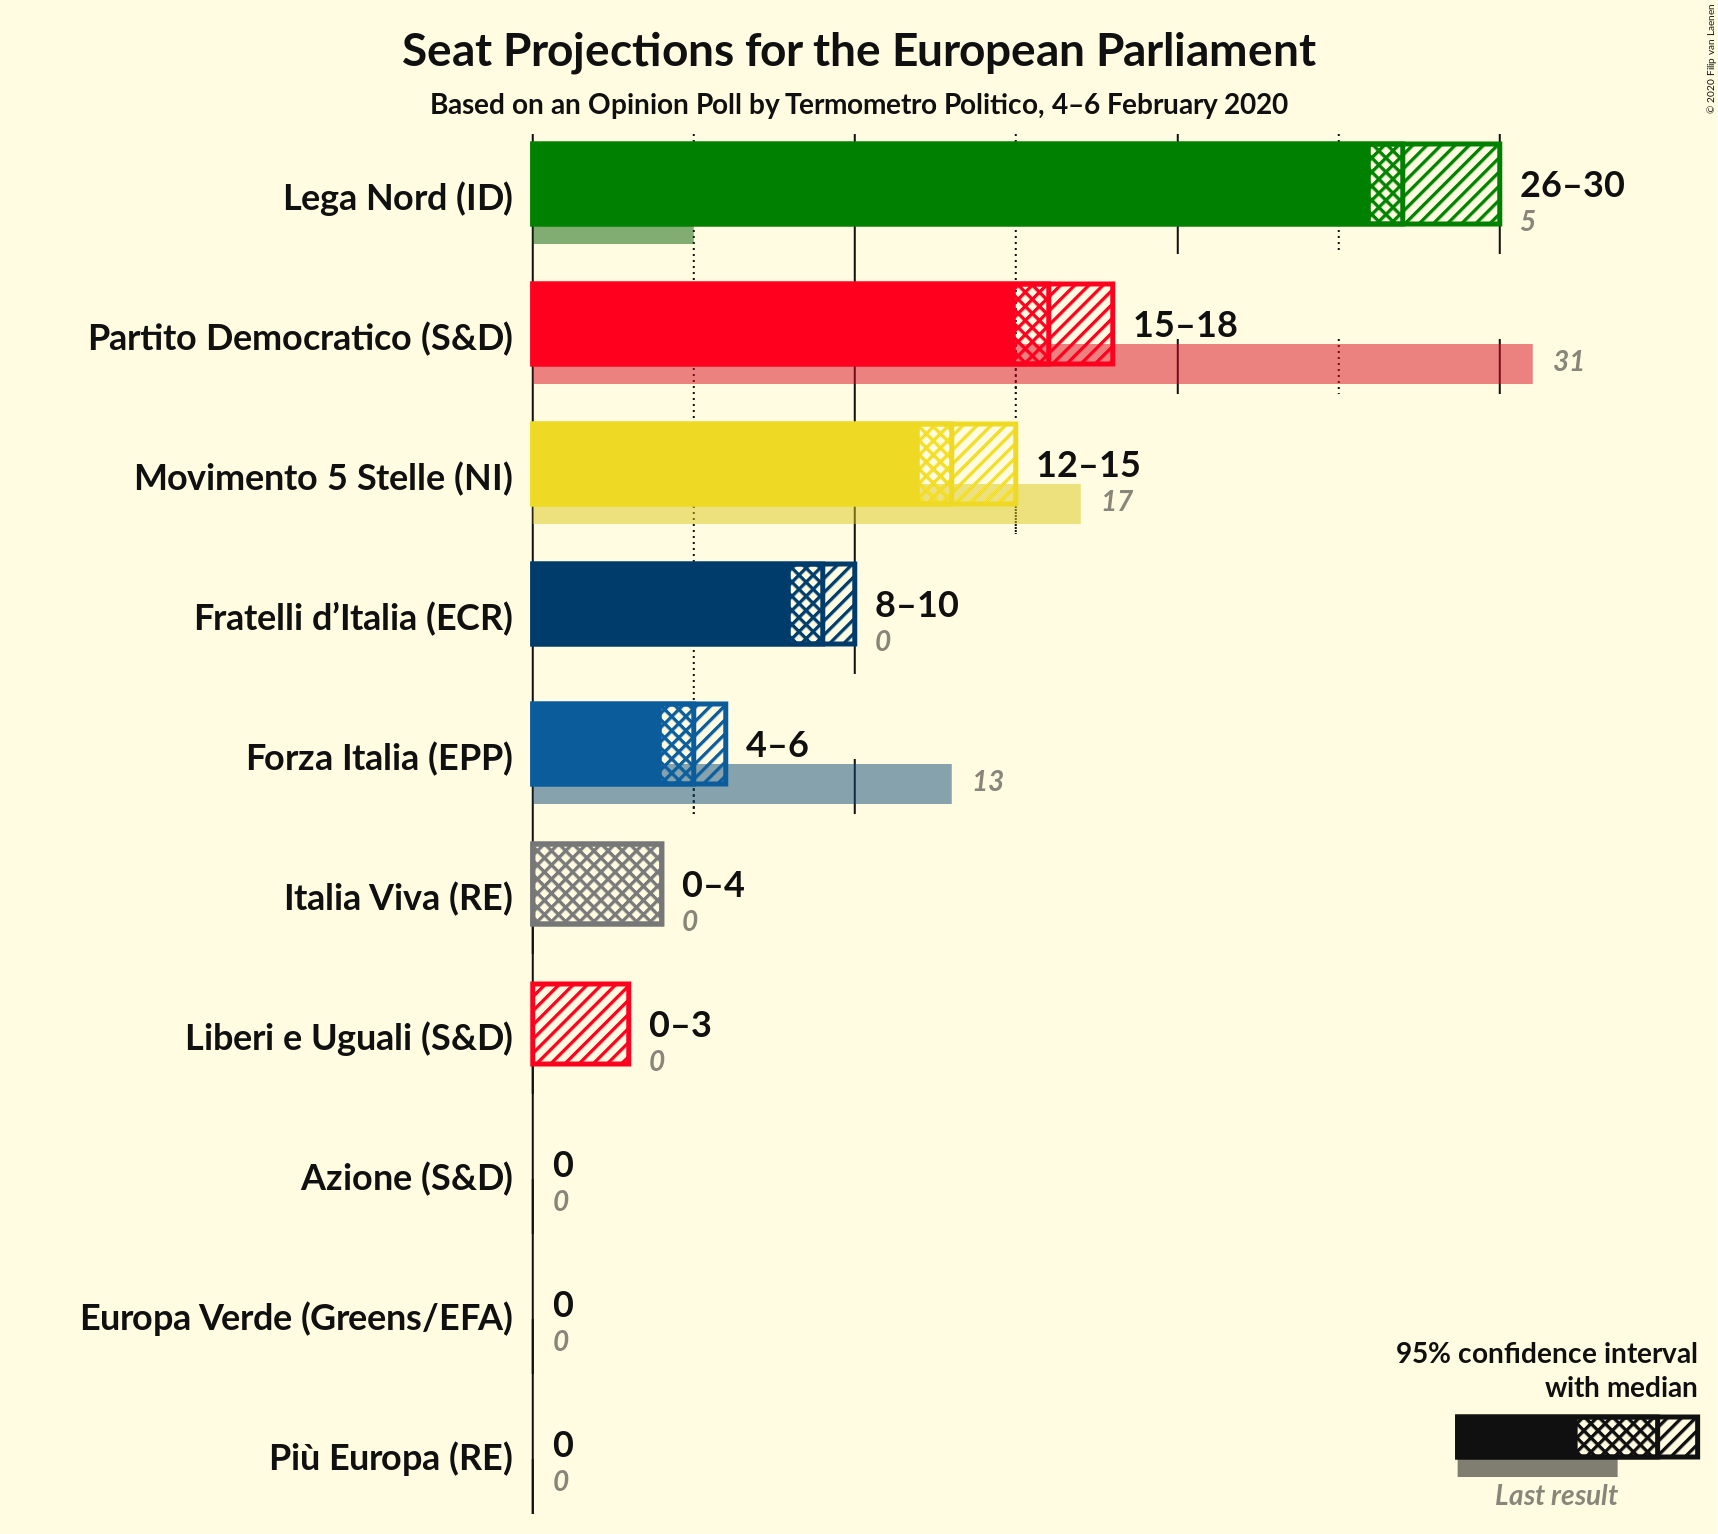 Seat Projections for the European Parliament
Based on an Opinion Poll by Termometro Politico, 4–6 February 2020
© 2020 Filip van Laenen
Lega Nord (ID)
26–30
5
Partito Democratico (S&D)
15–18
31
Movimento 5 Stelle (NI)
12–15
17
Fratelli d’Italia (ECR)
8–10
0
Forza Italia (EPP)
4–6
13
Italia Viva (RE)
0–4
0
Liberi e Uguali (S&D)
0–3
0
Azione (S&D)
0
0
Europa Verde (Greens/EFA)
0
0
Più Europa (RE)
0
0
95% confidence interval
with median
Last result